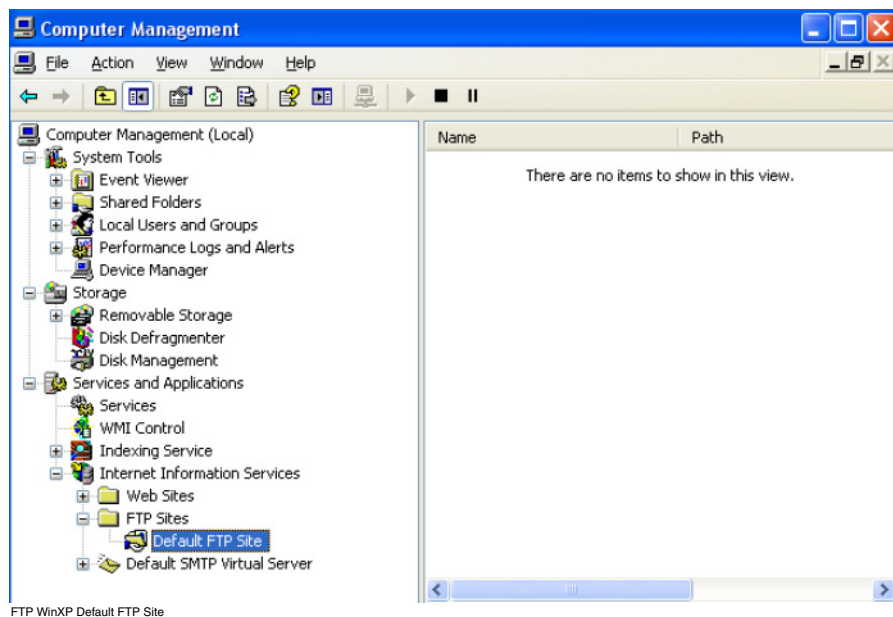 Computer Management
File Action View Window Help
Computer Management (Local)
System Tools
Event Viewer
Shared Folders
Local Users and Groups
Performance Logs and Alerts
Device Manager
Storage
Removable Storage
Disk Defragmenter
Disk Management
Services and Applications
Services
WMI Control
Indexing Service
Internet Information Services
Web Sites
FTP Sites
Default FTP Site
Default SMTP Virtual Server
Name Path
There are no items to show in this view.
FTP WinXP Default FTP Site